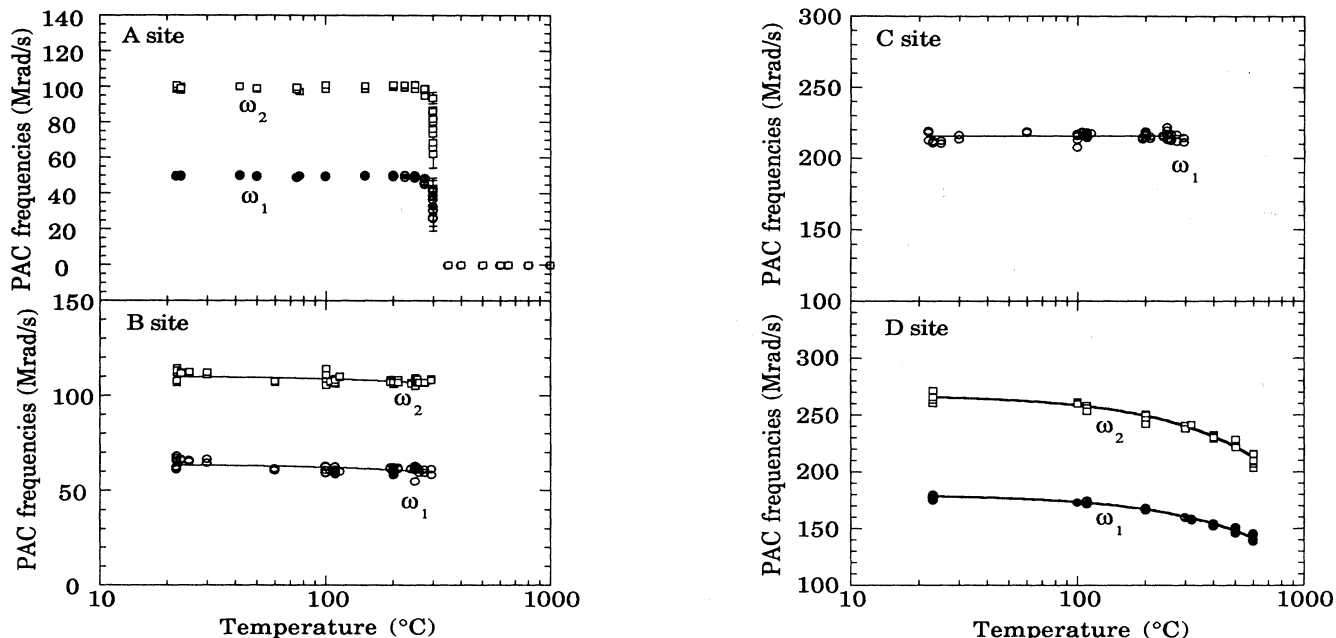 A site
PAC frequencies (Mrad/s)
140
120
100
80
60
40
20
0
ω2
ω1
B site
PAC frequencies (Mrad/s)
150
100
50
0
ω2
ω1
10
100
1000
Temperature (°C)
C site
PAC frequencies (Mrad/s)
300
250
200
150
100
ω1
D site
PAC frequencies (Mrad/s)
300
250
200
150
100
ω2
ω1
10
100
1000
Temperature (°C)